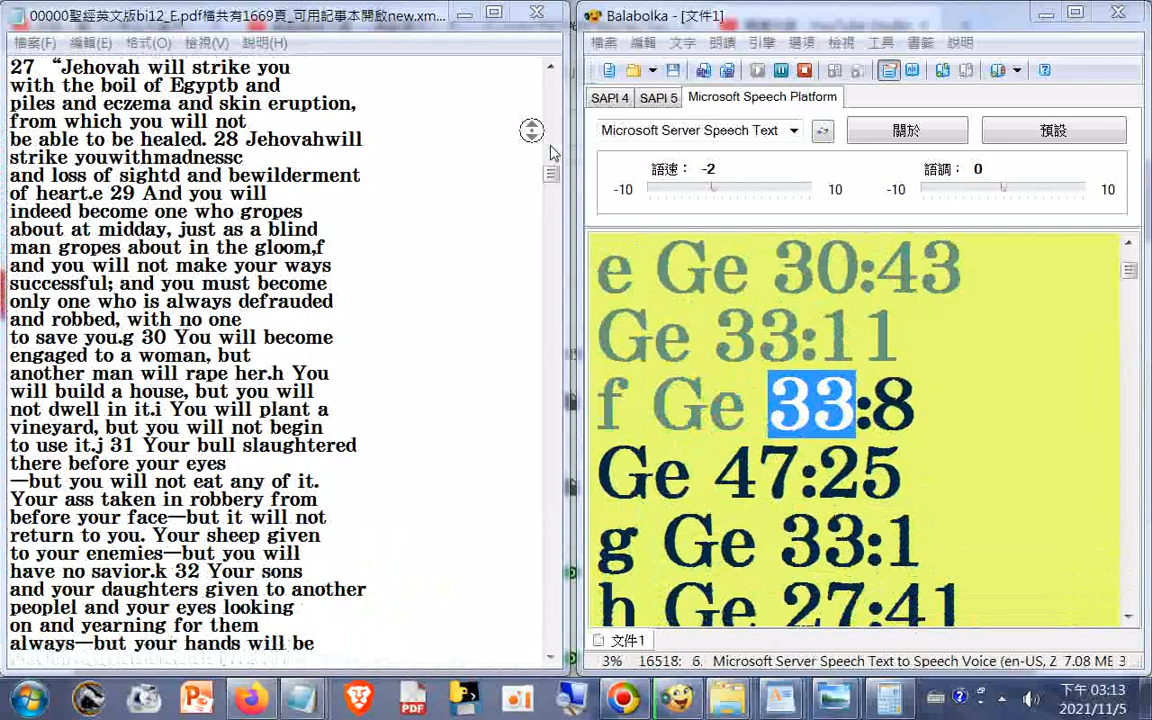 00000聖經英文版bi12_E.pdf檔共有1669頁_可用記事本開啟new.xm...
檔案(F) 編輯(E) 格式(O) 檢視(V) 說明(H)
27 “Jehovah will strike you
with the boil of Egyptb and
piles and eczema and skin eruption,
from which you will not
be able to be healed. 28 Jehovahwill
strike youwithmadnessc
and loss of sightd and bewilderment
of heart.e 29 And you will
indeed become one who gropes
about at midday, just as a blind
man gropes about in the gloom,f
and you will not make your ways
successful; and you must become
only one who is always defrauded
and robbed, with no one
to save you.g 30 You will become
engaged to a woman, but
another man will rape her.h You
will build a house, but you will
not dwell in it.i You will plant a
vineyard, but you will not begin
to use it.j 31 Your bull slaughtered
there before your eyes
—but you will not eat any of it.
Your ass taken in robbery from
before your face—but it will not
return to you. Your sheep given
to your enemies—but you will
have no savior.k 32 Your sons
and your daughters given to another
peoplel and your eyes looking
on and yearning for them
always—but your hands will be
Balabolka - [文件1]
檔案 編輯 文字 朗讀 引擎 選項 檢視 工具 書籤 說明
SAPI 4 SAPI 5 Microsoft Speech Platform
Microsoft Server Speech Text 關於 預設
語速： -2 語調： 0
-10 10 -10 10
e Ge 30:43
Ge 33:11
f Ge 33:8
Ge 47:25
g Ge 33:1
h Ge 27:41
文件1
3% 16518: 6. Microsoft Server Speech Text to Speech Voice (en-US, Z 7.08 MB 3
PDF
下午 03:13
2021/11/5